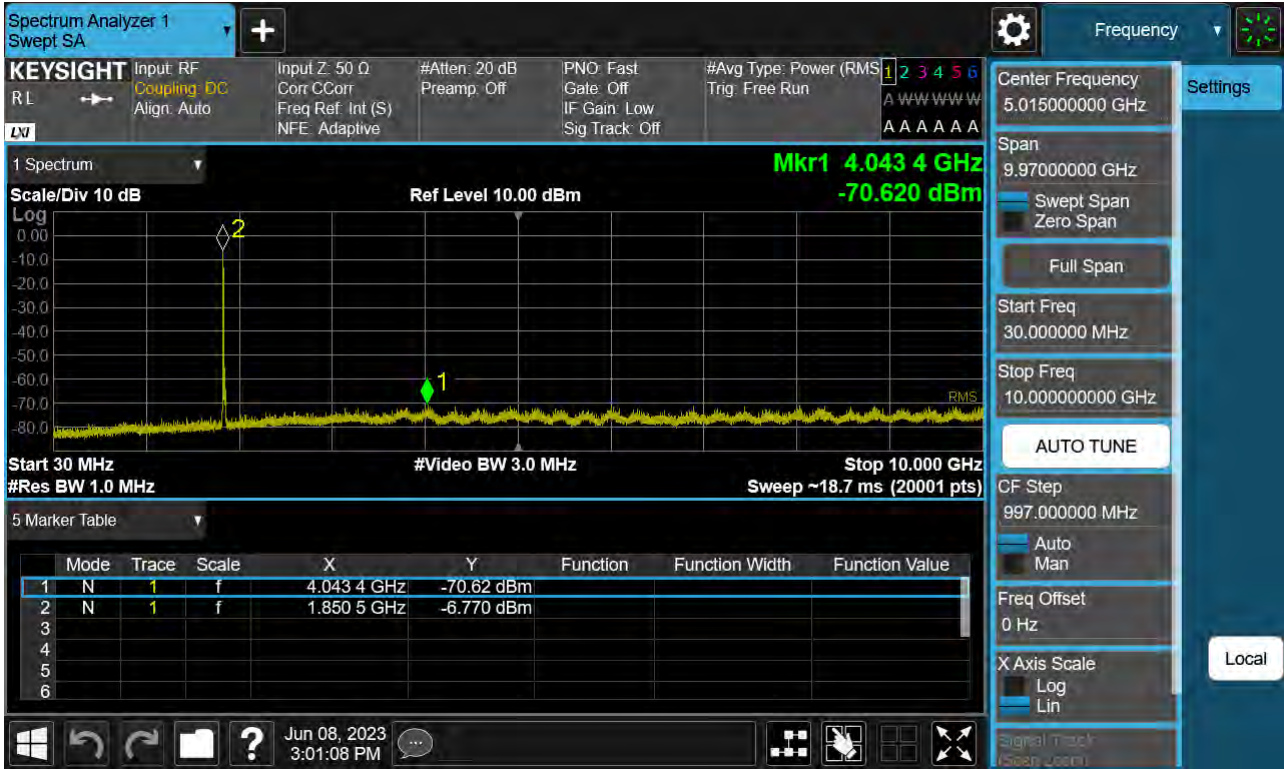 Spectrum Analyzer 1
Swept SA
+
Frequency
KEYSIGHT
RL
LXI
Input: RF
Coupling: DC
Align: Auto
Input Z: 50 Ω
Corr CCorr
Freq Ref: Int (S)
NFE: Adaptive
#Atten: 20 dB
Preamp: Off
PNO: Fast
Gate: Off
IF Gain: Low
Sig Track: Off
#Avg Type: Power (RMS
Trig: Free Run
1 2 3 4 5 6
A W W W W W
A A A A A A
1 Spectrum
Mkr1 4.043 4 GHz
-70.620 dBm
Scale/Div 10 dB
Ref Level 10.00 dBm
Log
0.00
-10.0
-20.0
-30.0
-40.0
-50.0
-60.0
-70.0
-80.0
2
1
RMS
Start 30 MHz
#Video BW 3.0 MHz
Stop 10.000 GHz
#Res BW 1.0 MHz
Sweep ~18.7 ms (20001 pts)
5 Marker Table
Mode Trace Scale X Y Function Function Width Function Value
1 N 1 f 4.043 4 GHz -70.62 dBm
2 N 1 f 1.850 5 GHz -6.770 dBm
3
4
5
6
Center Frequency
5.015000000 GHz
Span
9.97000000 GHz
Swept Span
Zero Span
Full Span
Start Freq
30.000000 MHz
Stop Freq
10.000000000 GHz
AUTO TUNE
CF Step
997.000000 MHz
Auto
Man
Freq Offset
0 Hz
X Axis Scale
Log
Lin
Signal Track
(Span Zoom)
Settings
Local
?
Jun 08, 2023
3:01:08 PM